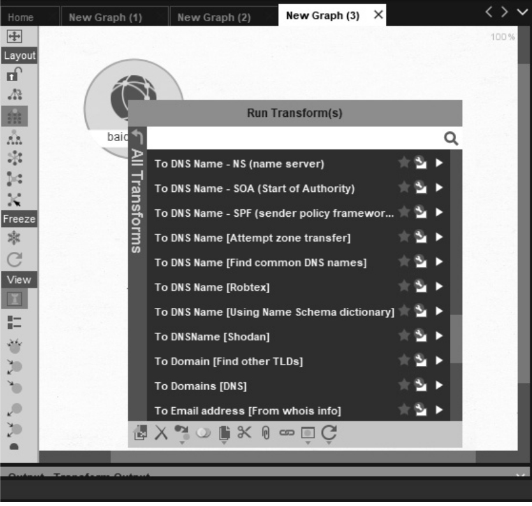 Home New Graph (1) New Graph (2) New Graph (3)
100%
Layout
baid
Run Transform(s)
All Transforms
To DNS Name - NS (name server)
To DNS Name - SOA (Start of Authority)
To DNS Name - SPF (sender policy framewor...
To DNS Name [Attempt zone transfer]
To DNS Name [Find common DNS names]
To DNS Name [Robtex]
To DNS Name [Using Name Schema dictionary]
To DNSName [Shodan]
To Domain [Find other TLDs]
To Domains [DNS]
To Email address [From whois info]
Freeze
View
Output - Transform Output